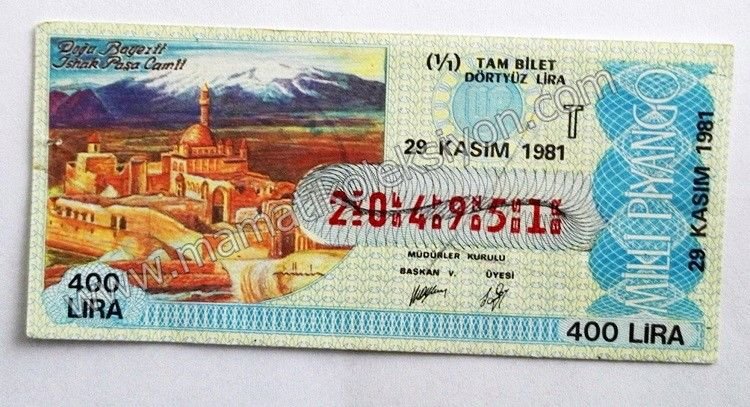 Doğu Bayezit
İshak Paşa Camii
(1/1) TAM BİLET
DÖRTYÜZ LİRA
T
29 KASIM 1981
2 0 4 9 5 1
MÜDÜRLER KURULU
BAŞKAN V. ÜYESİ
400
LİRA
400 LİRA
MİLLİ PİYANGO
29 KASIM 1981
www.mamatkoleksiyon.com